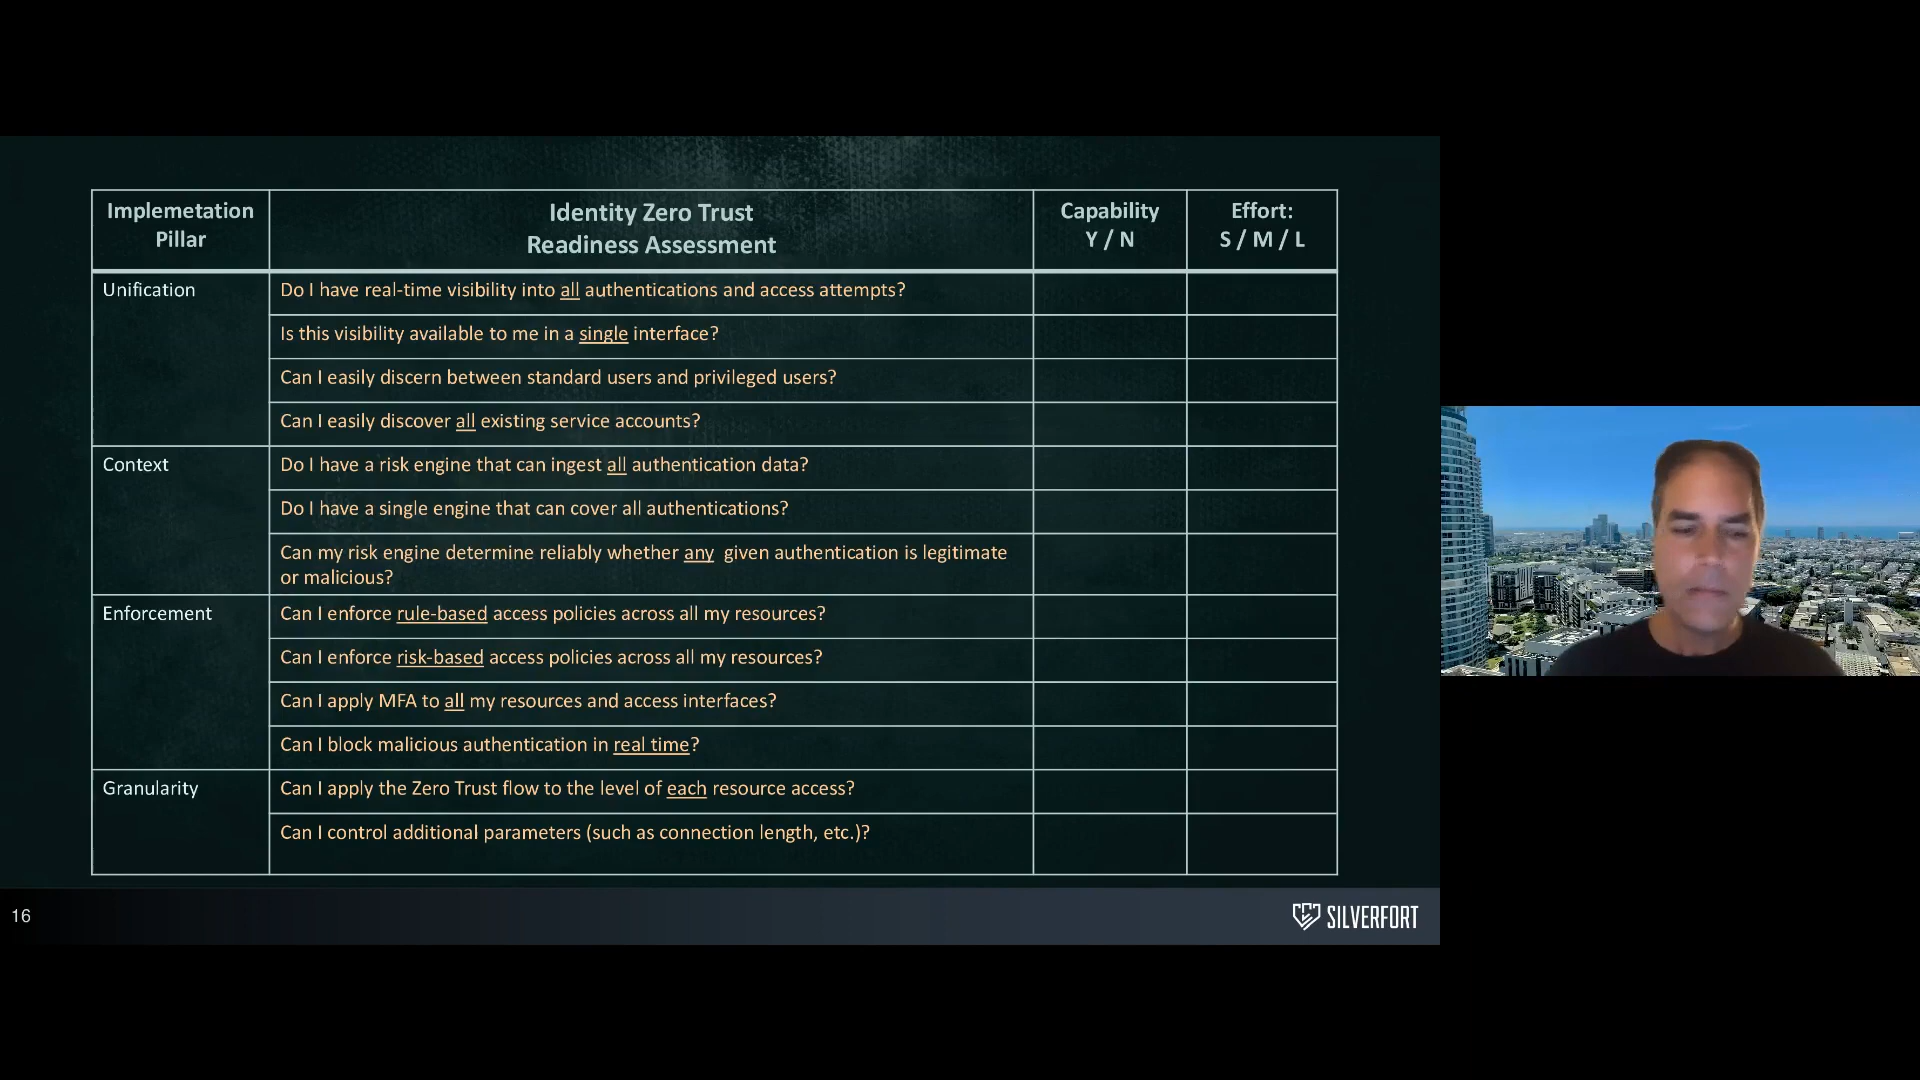 Implemetation
Pillar
Identity Zero Trust
Readiness Assessment
Capability
Y / N
Effort:
S / M / L
Unification
Do I have real-time visibility into all authentications and access attempts?
Is this visibility available to me in a single interface?
Can I easily discern between standard users and privileged users?
Can I easily discover all existing service accounts?
Context
Do I have a risk engine that can ingest all authentication data?
Do I have a single engine that can cover all authentications?
Can my risk engine determine reliably whether any given authentication is legitimate
or malicious?
Enforcement
Can I enforce rule-based access policies across all my resources?
Can I enforce risk-based access policies across all my resources?
Can I apply MFA to all my resources and access interfaces?
Can I block malicious authentication in real time?
Granularity
Can I apply the Zero Trust flow to the level of each resource access?
Can I control additional parameters (such as connection length, etc.)?
16
SILVERFORT